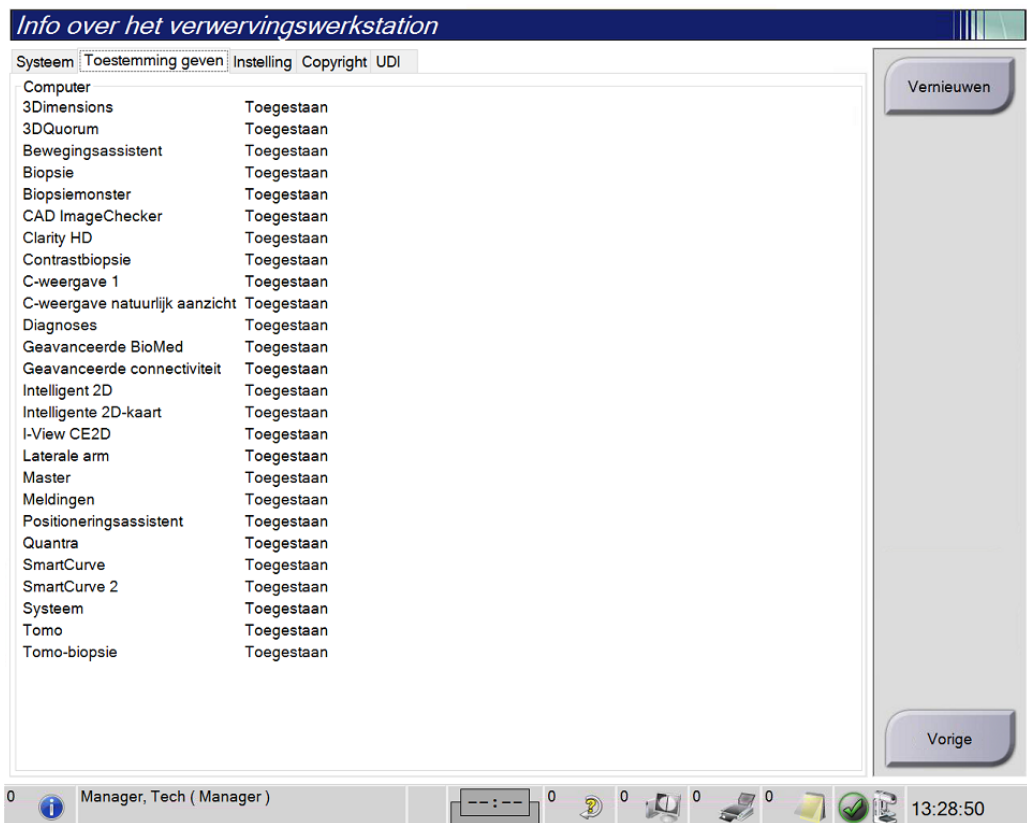 Info over het verwervingswerkstation
Systeem Toestemming geven Instelling Copyright UDI
Computer
3Dimensions Toegestaan
3DQuorum Toegestaan
Bewegingsassistent Toegestaan
Biopsie Toegestaan
Biopsiemonster Toegestaan
CAD ImageChecker Toegestaan
Clarity HD Toegestaan
Contrastbiopsie Toegestaan
C-weergave 1 Toegestaan
C-weergave natuurlijk aanzicht Toegestaan
Diagnoses Toegestaan
Geavanceerde BioMed Toegestaan
Geavanceerde connectiviteit Toegestaan
Intelligent 2D Toegestaan
Intelligente 2D-kaart Toegestaan
I-View CE2D Toegestaan
Laterale arm Toegestaan
Master Toegestaan
Meldingen Toegestaan
Positioneringsassistent Toegestaan
Quantra Toegestaan
SmartCurve Toegestaan
SmartCurve 2 Toegestaan
Systeem Toegestaan
Tomo Toegestaan
Tomo-biopsie Toegestaan
Vernieuwen
Vorige
0 Manager, Tech ( Manager ) --:-- 0 0 0 0 13:28:50